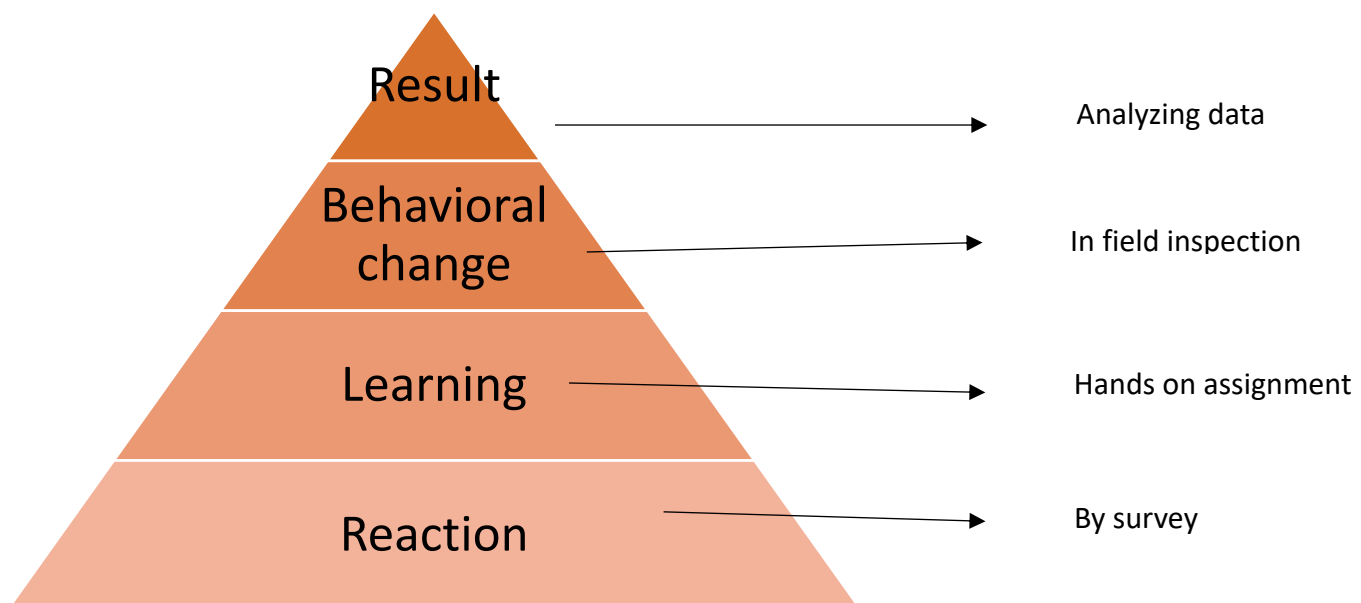 Result
Analyzing data
Behavioral
change
In field inspection
Learning
Hands on assignment
Reaction
By survey